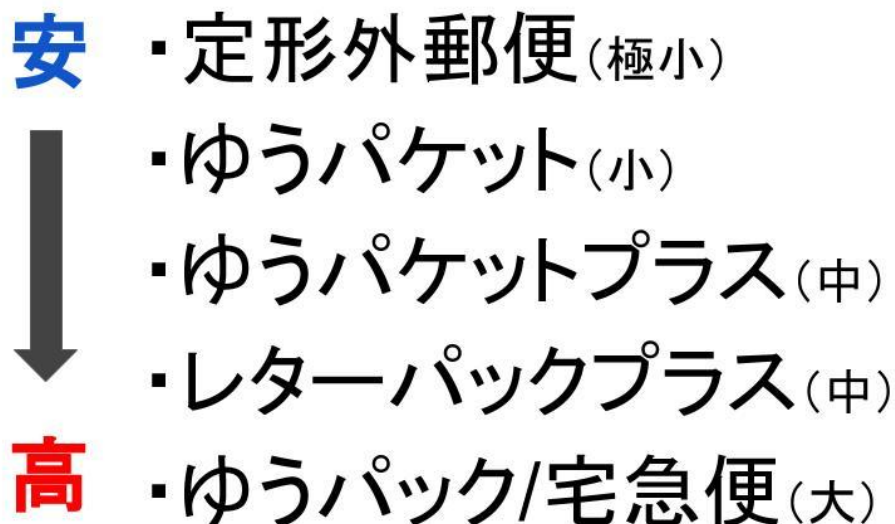 安 ・定形外郵便(極小)
・ゆうパケット(小)
・ゆうパケットプラス(中)
・レターパックプラス(中)
高 ・ゆうパック/宅急便(大)